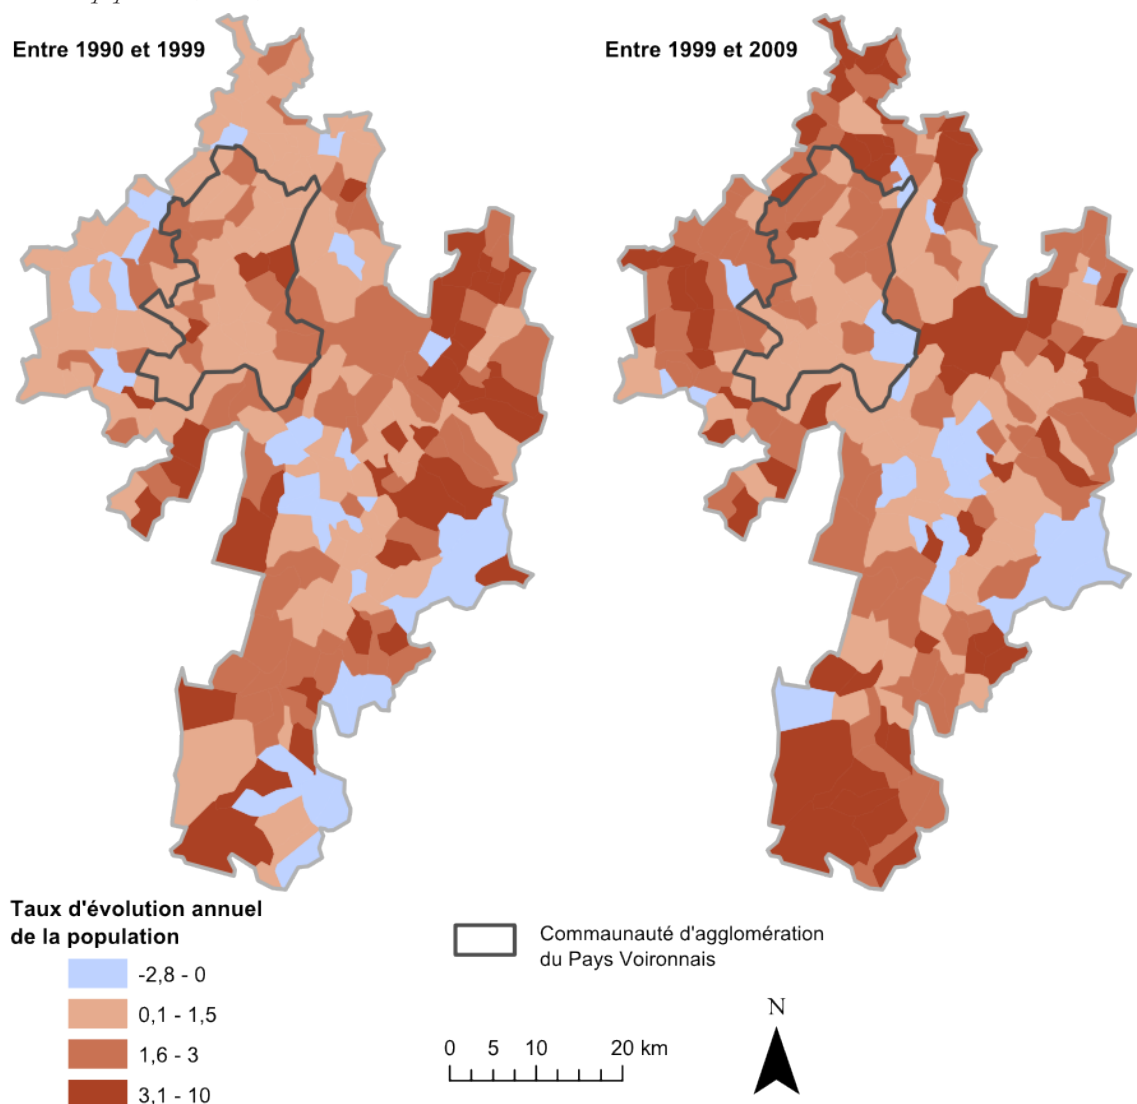 Entre 1990 et 1999
Entre 1999 et 2009
Taux d'évolution annuel
de la population
-2,8 - 0
0,1 - 1,5
1,6 - 3
3,1 - 10
Commaunauté d'agglomération
du Pays Voironnais
0 5 10 20 km
N